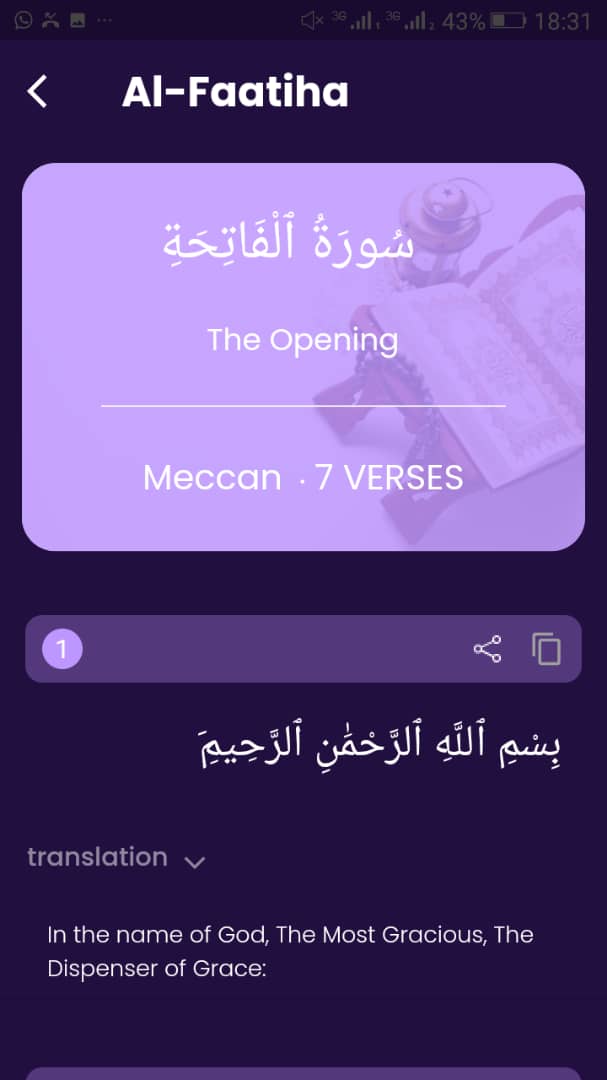 3G 3G 43% 18:31
Al-Faatiha
سُورَةُ ٱلْفَاتِحَةِ
The Opening
Meccan · 7 VERSES
1
بِسْمِ ٱللَّهِ ٱلرَّحْمَٰنِ ٱلرَّحِيمِ
translation
In the name of God, The Most Gracious, The
Dispenser of Grace: